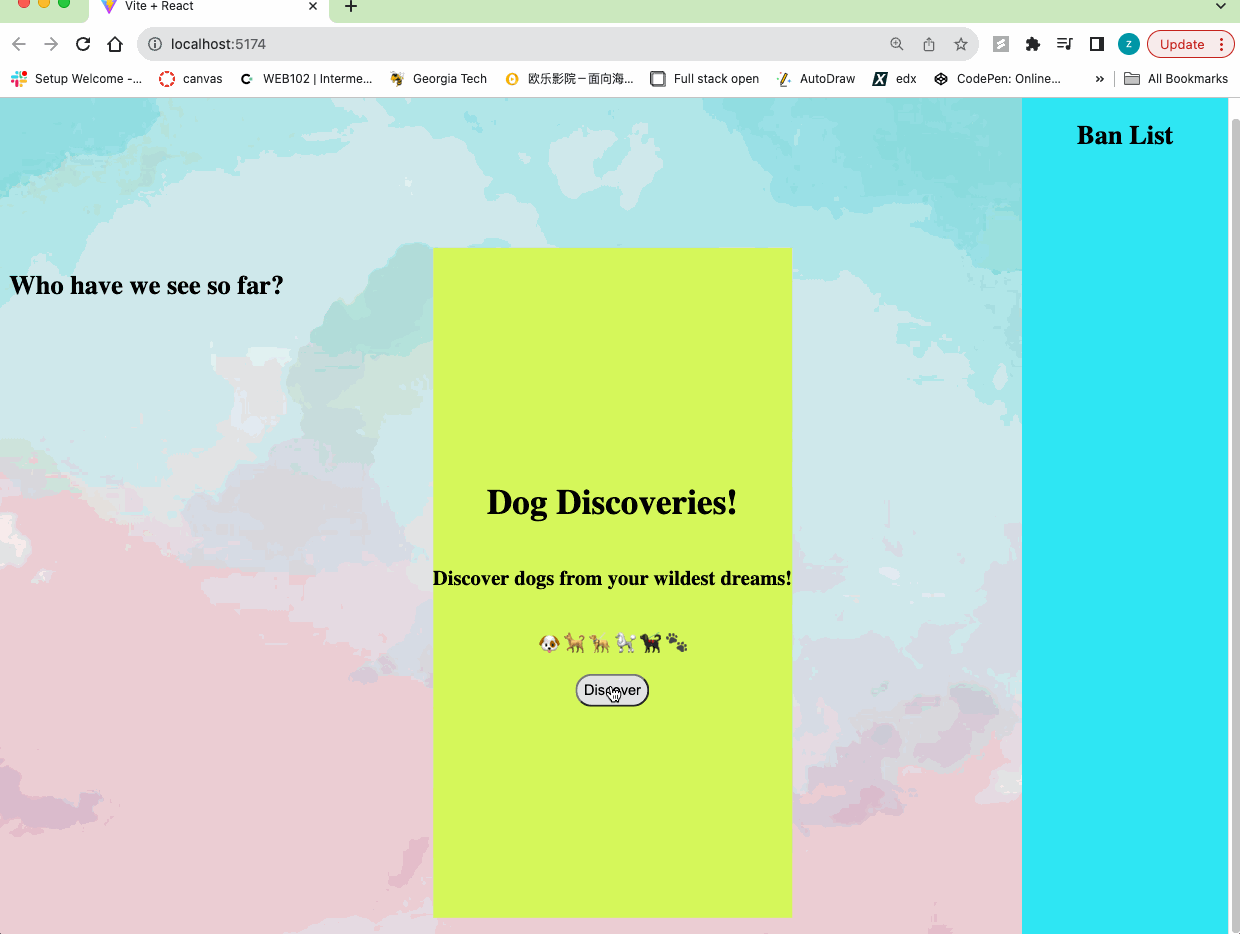 Vite + React
localhost:5174
Update
Setup Welcome -...
canvas
WEB102 | Interme...
Georgia Tech
欧乐影院－面向海...
Full stack open
AutoDraw
edx
CodePen: Online...
»
All Bookmarks
Z
Ban List
Who have we see so far?
Dog Discoveries!
Discover dogs from your wildest dreams!
Discover